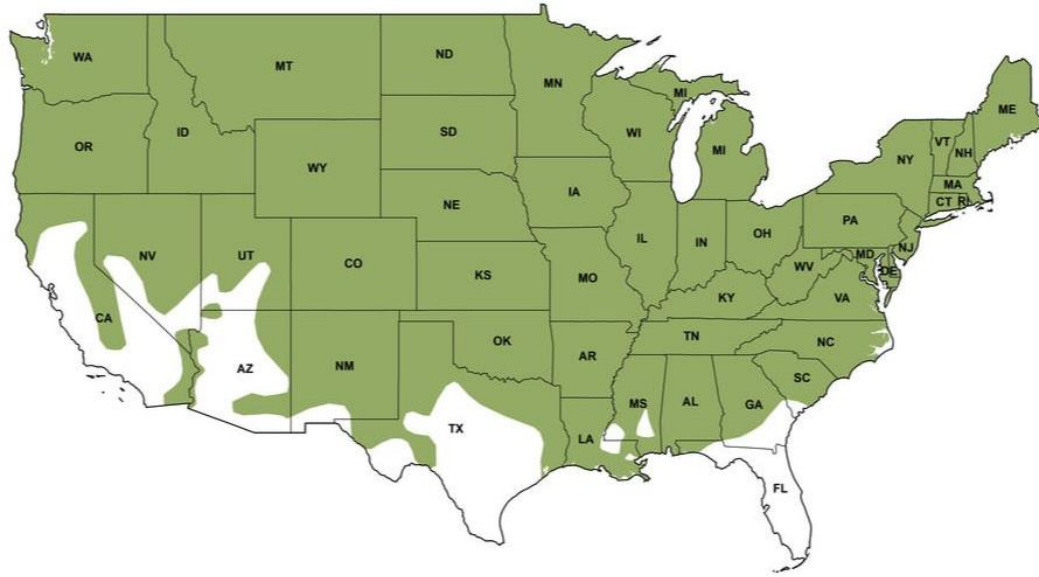 WA
MT
ND
MN
MI
ME
OR
ID
SD
WI
MI
VT
NH
NY
WY
MA
CT
RI
IA
NE
PA
NV
UT
CO
IL
IN
OH
NJ
MD
DE
KS
MO
WV
KY
VA
CA
OK
AR
TN
NC
AZ
NM
SC
TX
LA
MS
AL
GA
FL